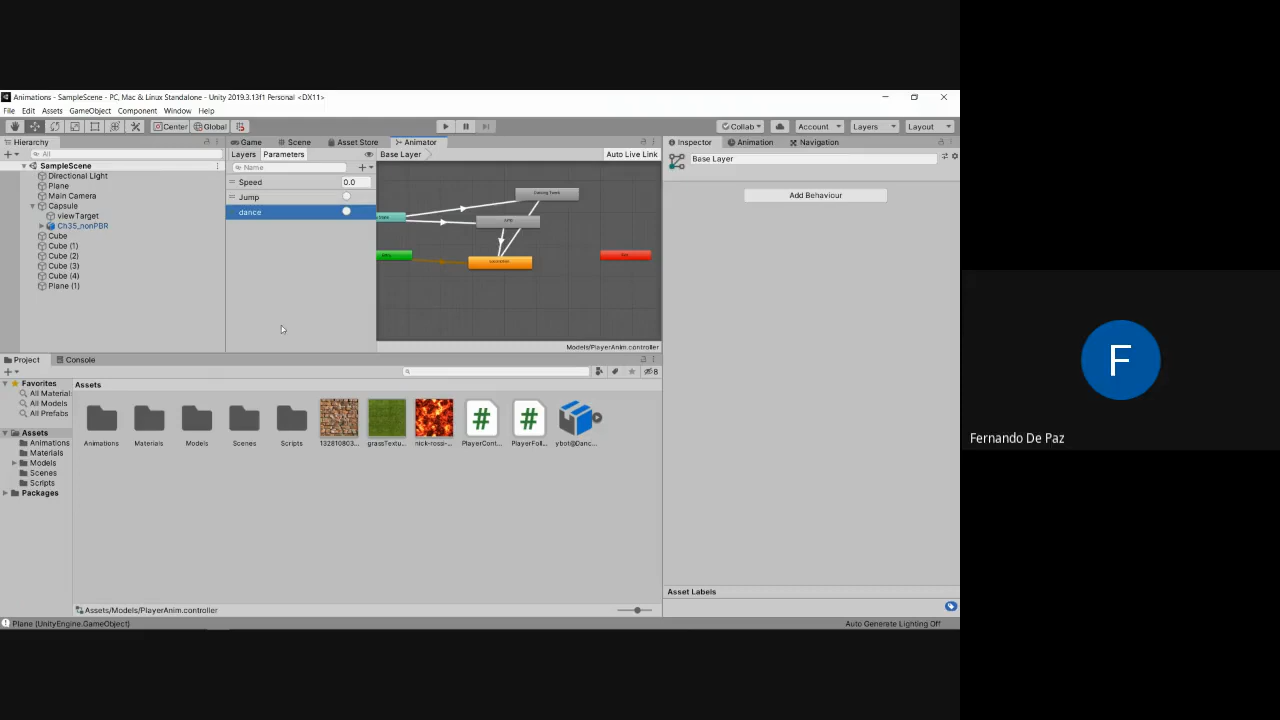 Animations - SampleScene - PC, Mac & Linux Standalone - Unity 2019.3.13f1 Personal <DX11>
File Edit Assets GameObject Component Window Help
Center Global Collab Account Layers Layout
Hierarchy
All
SampleScene
Directional Light
Plane
Main Camera
Capsule
viewTarget
Ch35_nonPBR
Cube
Cube (1)
Cube (2)
Cube (3)
Cube (4)
Plane (1)
Game Scene Asset Store Animator
Layers Parameters Base Layer Auto Live Link
Name
Speed 0.0
Jump
dance
Models/PlayerAnim.controller
Inspector Animation Navigation
Base Layer
Add Behaviour
Project Console
Favorites
All Material
All Models
All Prefabs
Assets
Animations
Materials
Models
Scenes
Scripts
Packages
8
Assets
Animations Materials Models Scenes Scripts 132810803... grassTextu... nick-ross-... PlayerCont... PlayerFoll... ybot@Danc...
Assets/Models/PlayerAnim.controller
Asset Labels
Plane (UnityEngine.GameObject)
Auto Generate Lighting Off
F
Fernando De Paz